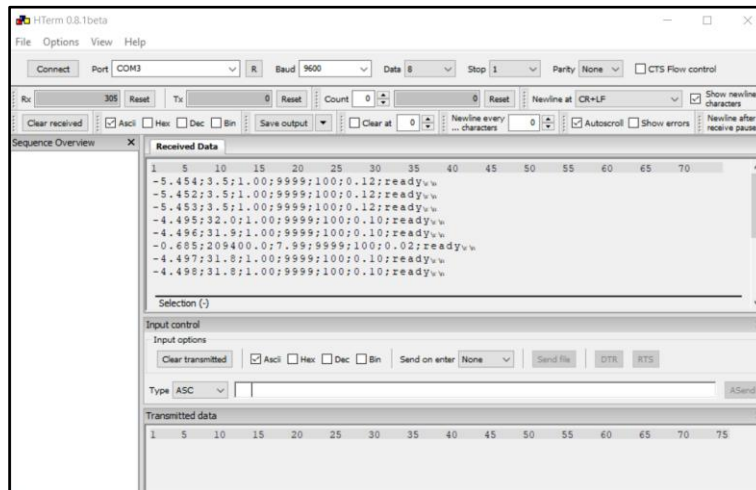 HTerm 0.8.1beta
File Options View Help
Connect Port COM3 R Baud 9600 Data 8 Stop 1 Parity None CTS Flow control
Rx 305 Reset Tx 0 Reset Count 0 0 Reset Newline at CR+LF Show newline characters
Clear received Ascii Hex Dec Bin Save output Clear at 0 Newline every ... characters 0 Autoscroll Show errors Newline after receive pause
Sequence Overview X Received Data
1 5 10 15 20 25 30 35 40 45 50 55 60 65 70
-5.454;3.5;1.00;9999;100;0.12;ready\r\n
-5.452;3.5;1.00;9999;100;0.12;ready\r\n
-5.453;3.5;1.00;9999;100;0.12;ready\r\n
-4.495;32.0;1.00;9999;100;0.10;ready\r\n
-4.496;31.9;1.00;9999;100;0.10;ready\r\n
-0.685;209400.0;7.99;9999;100;0.02;ready\r\n
-4.497;31.8;1.00;9999;100;0.10;ready\r\n
-4.498;31.8;1.00;9999;100;0.10;ready\r\n
Selection (-)
Input control
Input options
Clear transmitted Ascii Hex Dec Bin Send on enter None Send file DTR RTS
Type ASC ASend
Transmitted data
1 5 10 15 20 25 30 35 40 45 50 55 60 65 70 75